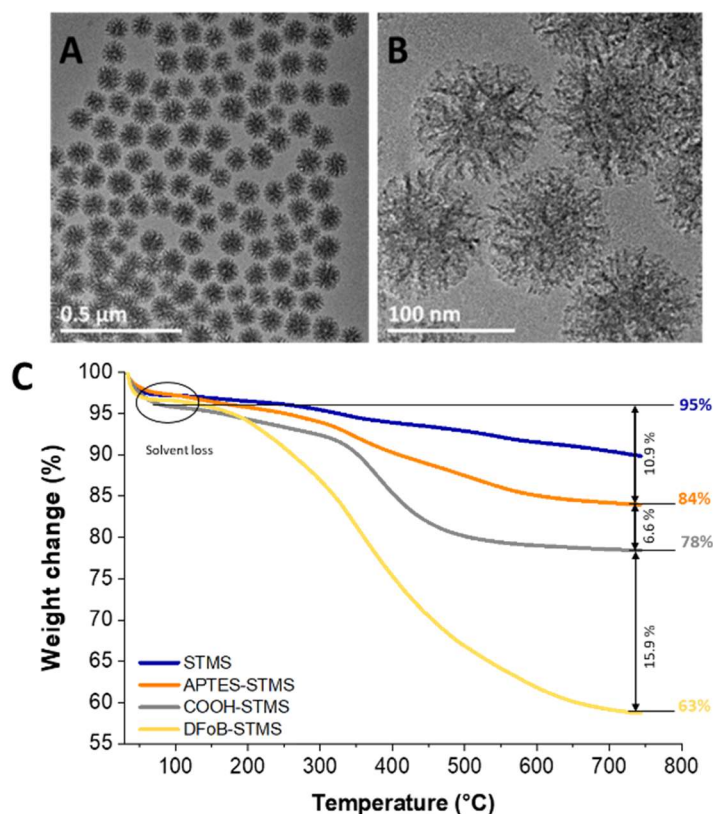 A
0.5 µm
B
100 nm
C
100
95
90
85
80
75
70
65
60
55
Weight change (%)
Solvent loss
STMS
APTES-STMS
COOH-STMS
DFoB-STMS
95%
10.9 %
84%
6.6 %
78%
15.9 %
63%
100 200 300 400 500 600 700 800
Temperature (°C)